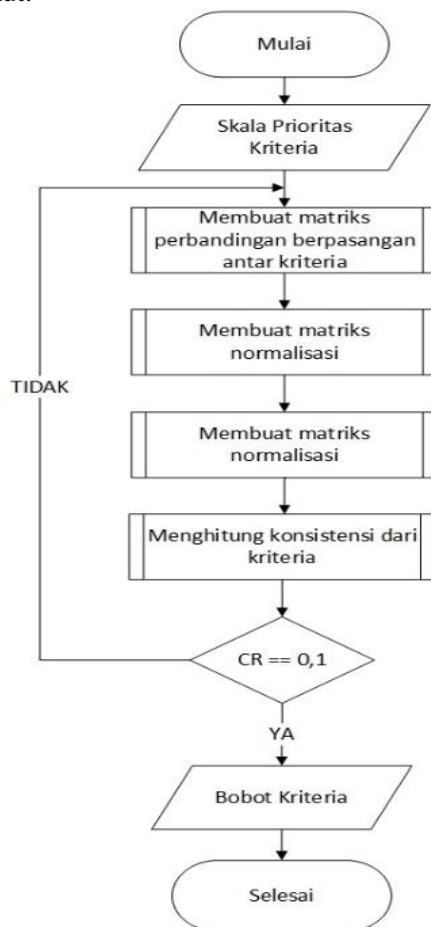 Mulai
Skala Prioritas
Kriteria
Membuat matriks
perbandingan berpasangan
antar kriteria
Membuat matriks
normalisasi
TIDAK
Membuat matriks
normalisasi
Menghitung konsistensi dari
kriteria
CR == 0,1
YA
Bobot Kriteria
Selesai